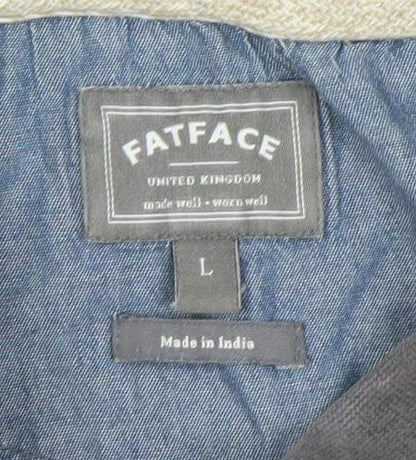 FATFACE
UNITED KINGDOM
made well • worn well
L
Made in India